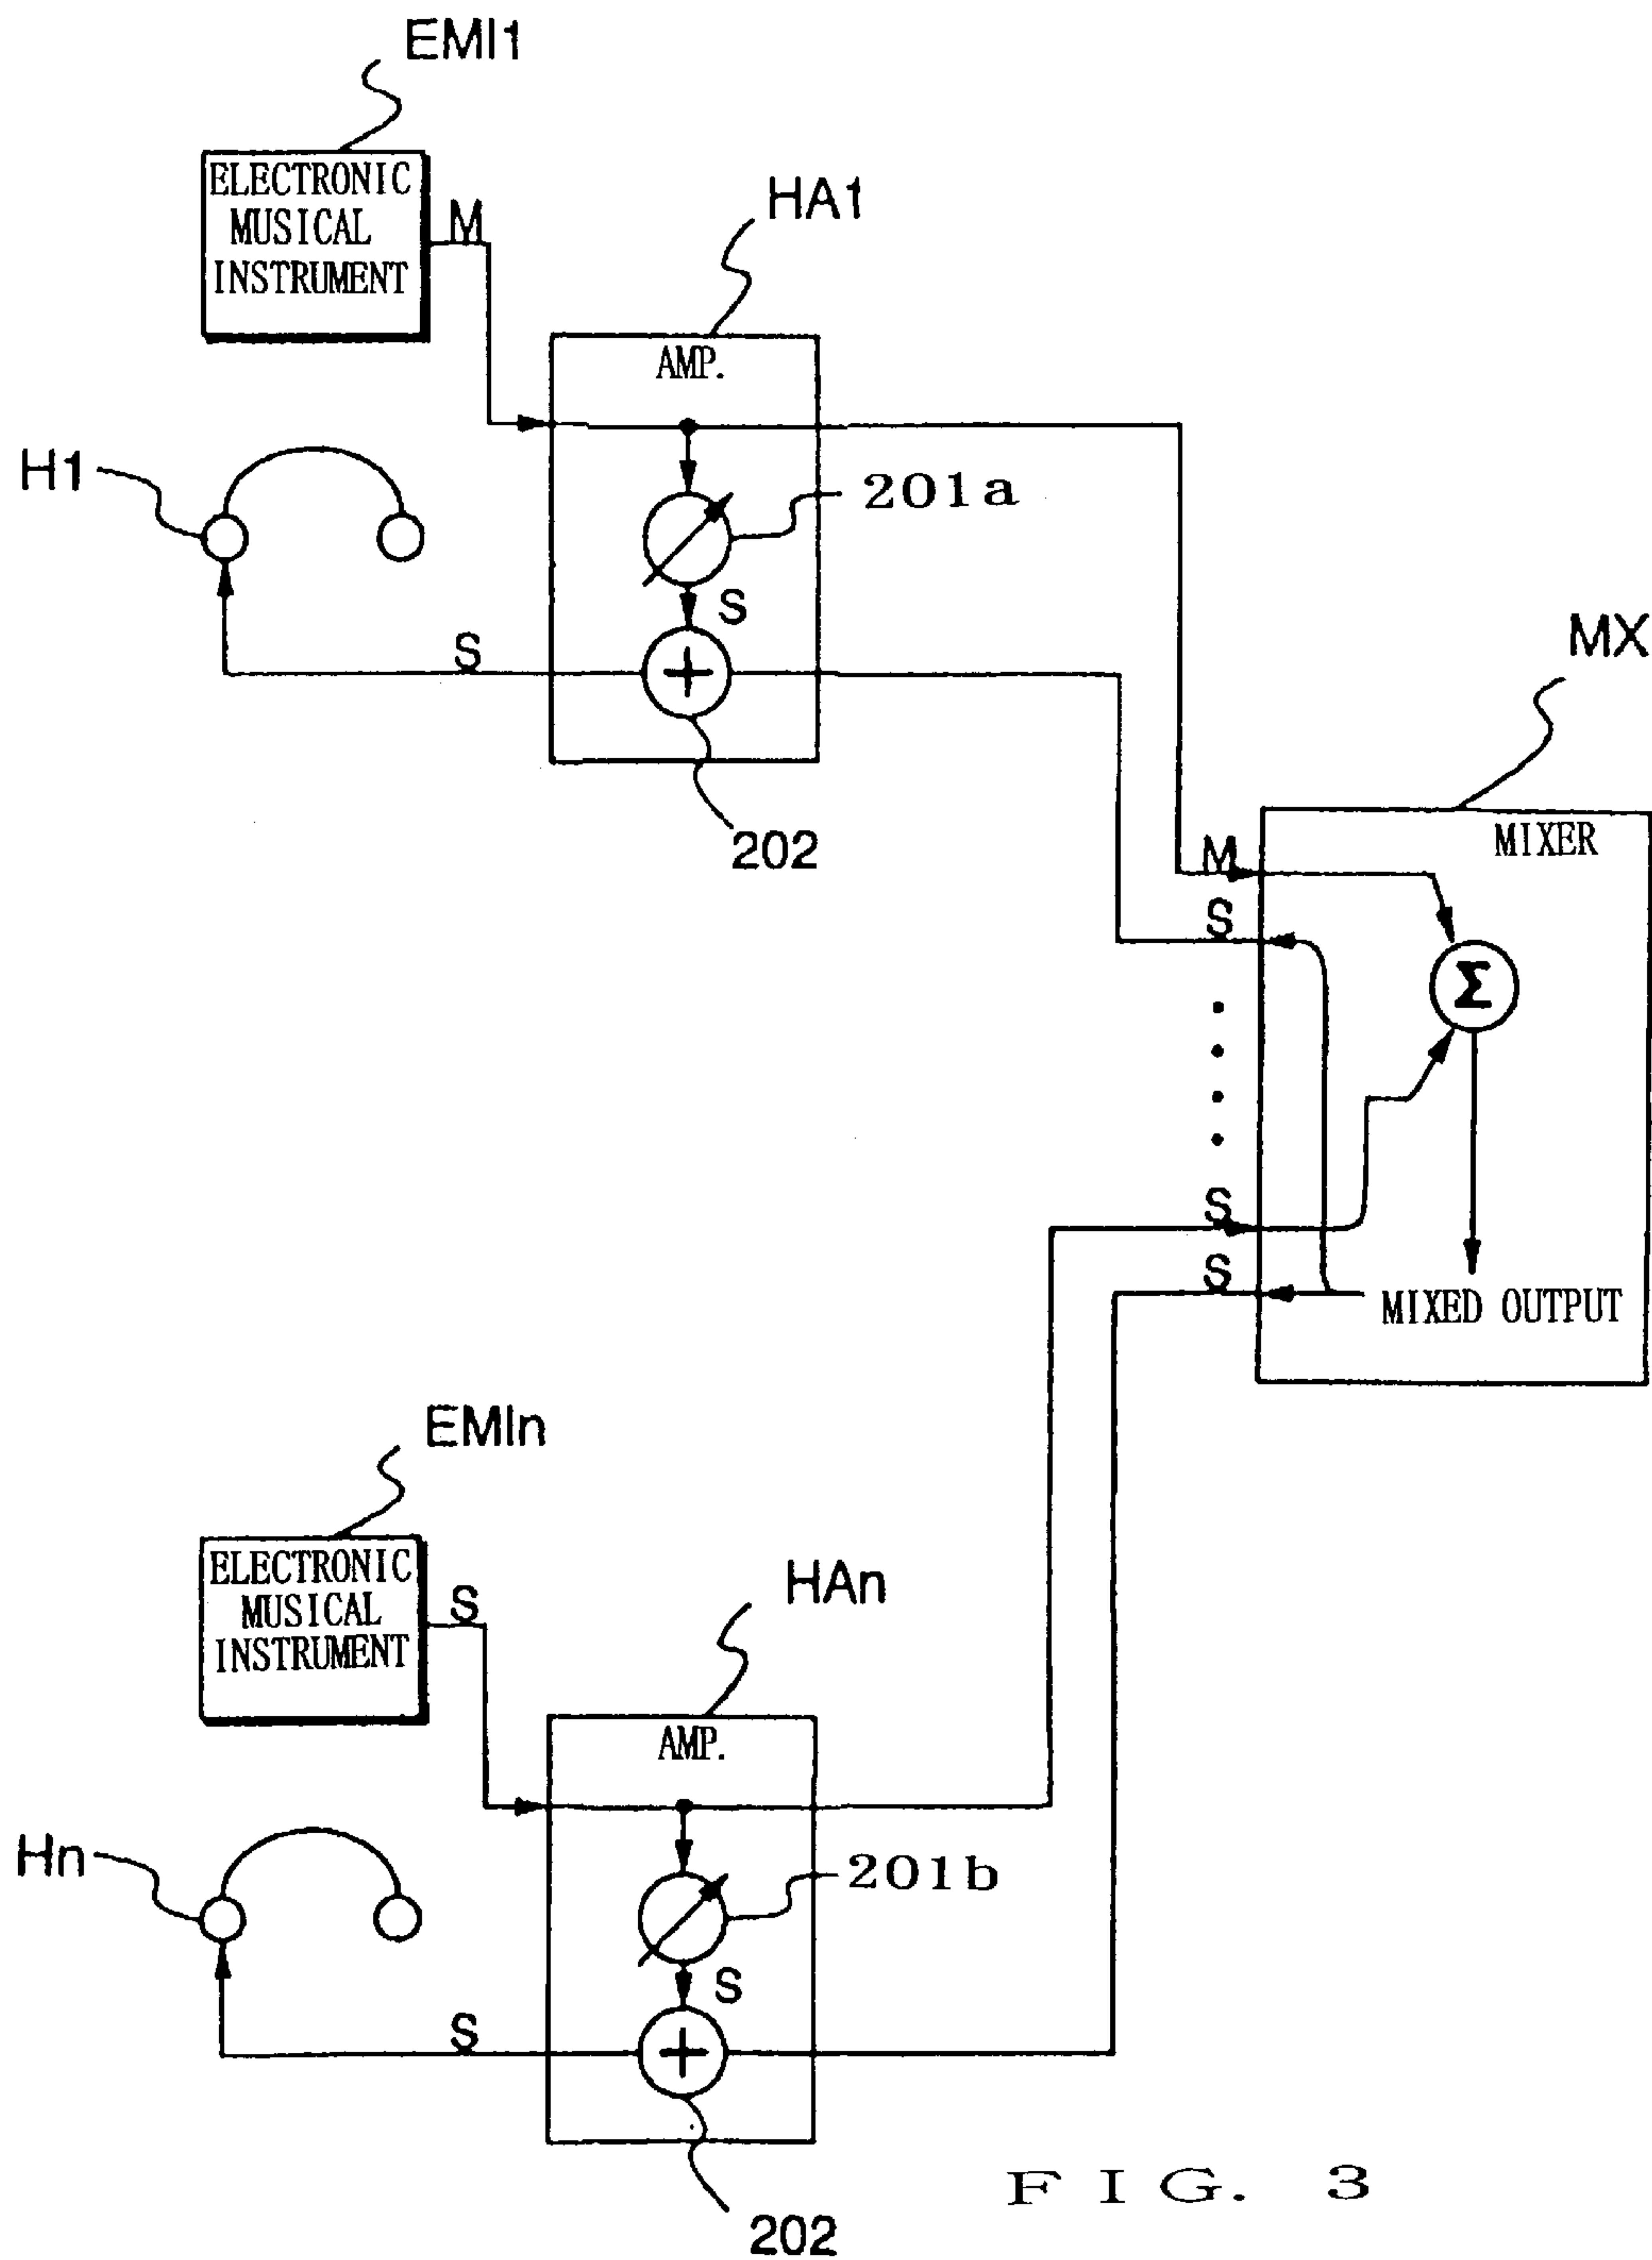 EMI1
ELECTRONIC
MUSICAL
INSTRUMENT
M
HA1
AMP.
H1
201a
S
S
+
202
MX
MIXER
M
S
Σ
S
S
MIXED OUTPUT
EMIn
ELECTRONIC
MUSICAL
INSTRUMENT
S
HAn
AMP.
Hn
201b
S
S
+
202
FIG. 3